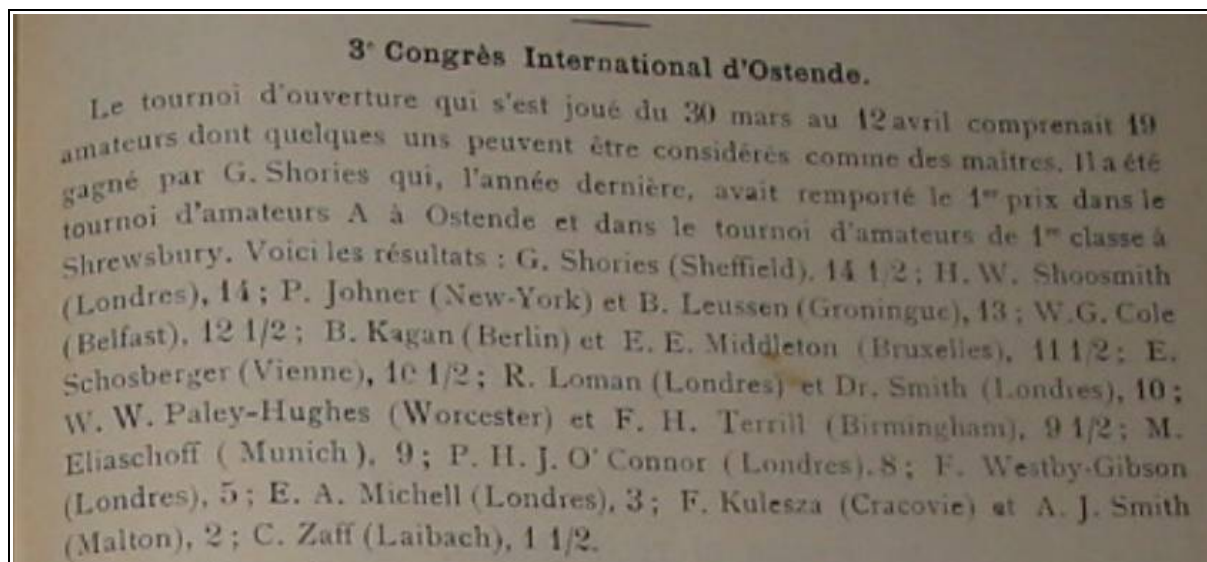 3e Congrès International d'Ostende.
Le tournoi d'ouverture qui s'est joué du 30 mars au 12 avril comprenait 19
amateurs dont quelques uns peuvent être considérés comme des maîtres. Il a été
gagné par G. Shories qui, l'année dernière, avait remporté le 1er prix dans le
tournoi d'amateurs A à Ostende et dans le tournoi d'amateurs de 1re classe à
Shrewsbury. Voici les résultats : G. Shories (Sheffield), 14 1/2 ; H. W. Shoosmith
(Londres), 14 ; P. Johner (New-York) et B. Leussen (Groningue), 13 ; W.G. Cole
(Belfast), 12 1/2 ; B. Kagan (Berlin) et E. E. Middleton (Bruxelles), 11 1/2 ; E.
Schosberger (Vienne), 10 1/2 ; R. Loman (Londres) et Dr. Smith (Londres), 10 ;
W. W. Paley-Hughes (Worcester) et F. H. Terrill (Birmingham), 9 1/2 ; M.
Eliaschoff ( Munich ), 9 ; P. H. J. O'Connor ( Londres). 8 ; F. Westby-Gibson
(Londres), 5 ; E. A. Michell (Londres), 3 ; F. Kulesza (Cracovie) et A. J. Smith
(Malton), 2 ; C. Zaff (Laibach), 1 1/2.